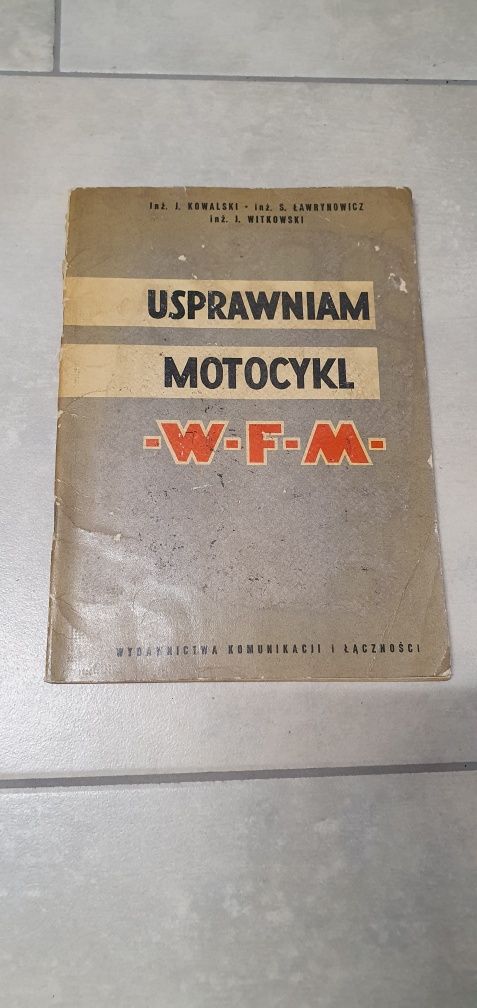 inż. J. KOWALSKI - inż. S. ŁAWRYNOWICZ
inż. J. WITKOWSKI
USPRAWNIAM
MOTOCYKL
-W-F-M-
WYDAWNICTWA KOMUNIKACJI I ŁĄCZNOŚCI